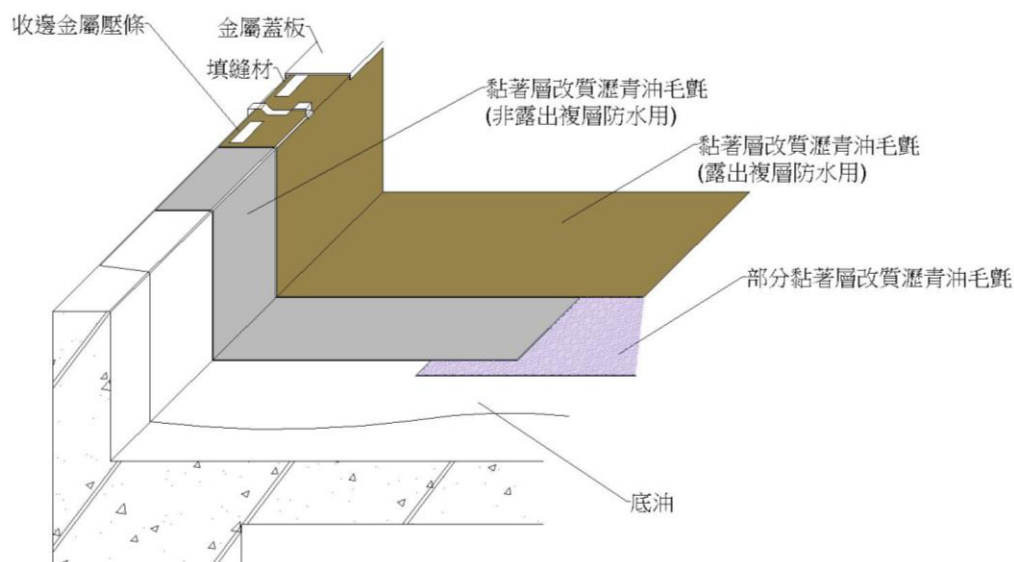 收邊金屬壓條
金屬蓋板
填縫材
黏著層改質瀝青油毛氈
(非露出複層防水用)
黏著層改質瀝青油毛氈
(露出複層防水用)
部分黏著層改質瀝青油毛氈
底油